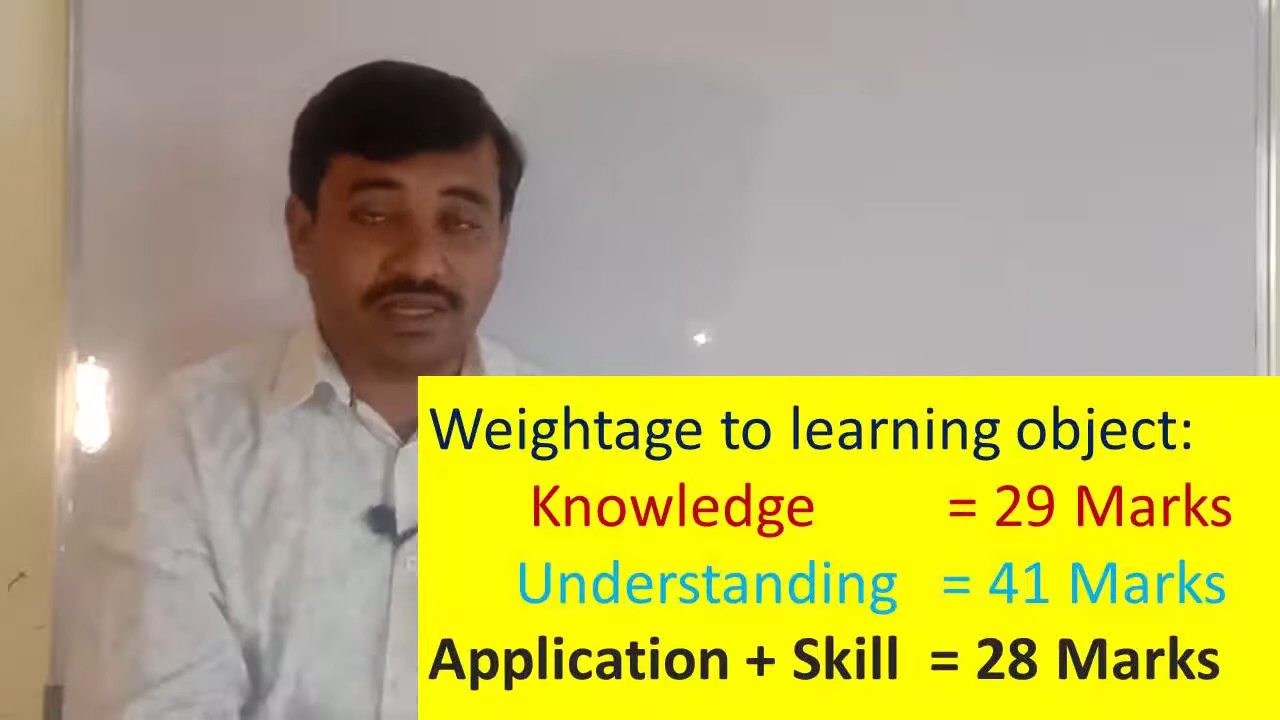 Weightage to learning object:
Knowledge = 29 Marks
Understanding = 41 Marks
Application + Skill = 28 Marks